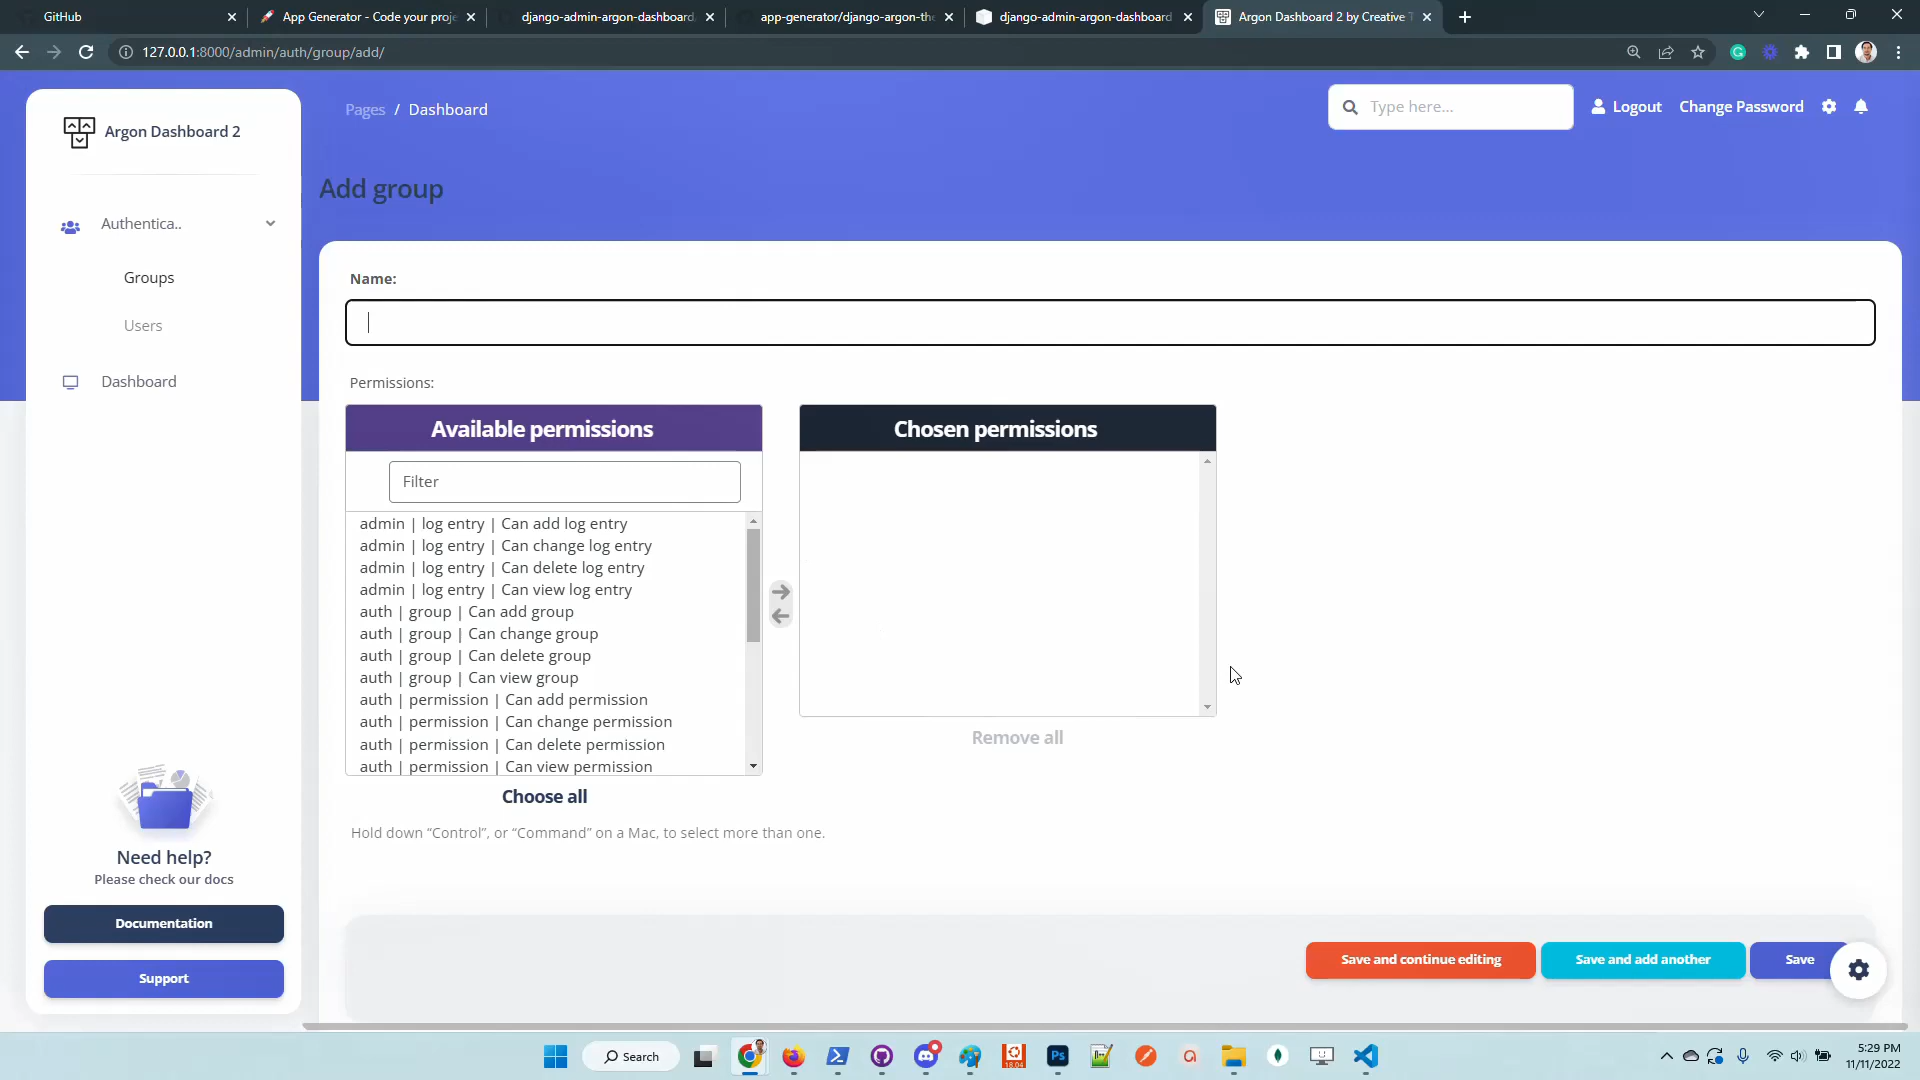 GitHub
App Generator - Code your proje
django-admin-argon-dashboard,
app-generator/django-argon-the
django-admin-argon-dashboard
Argon Dashboard 2 by Creative T
127.0.0.1:8000/admin/auth/group/add/
Argon Dashboard 2
Pages / Dashboard
Type here...
Logout
Change Password
Add group
Authentica..
Groups
Users
Dashboard
Name:
Permissions:
Available permissions
Filter
admin | log entry | Can add log entry
admin | log entry | Can change log entry
admin | log entry | Can delete log entry
admin | log entry | Can view log entry
auth | group | Can add group
auth | group | Can change group
auth | group | Can delete group
auth | group | Can view group
auth | permission | Can add permission
auth | permission | Can change permission
auth | permission | Can delete permission
auth | permission | Can view permission
Choose all
Chosen permissions
Remove all
Hold down “Control”, or “Command” on a Mac, to select more than one.
Need help?
Please check our docs
Documentation
Support
Save and continue editing
Save and add another
Save
Search
Ps
18.04
5:29 PM
11/11/2022